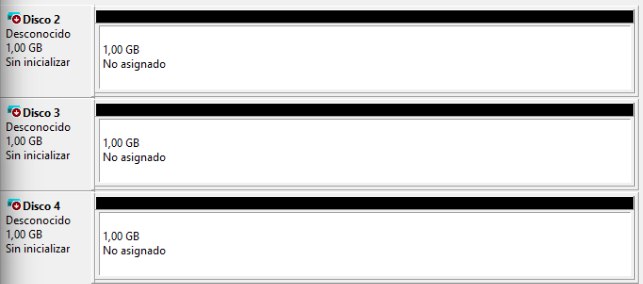 Disco 2
Desconocido
1,00 GB
Sin inicializar
1,00 GB
No asignado
Disco 3
Desconocido
1,00 GB
Sin inicializar
1,00 GB
No asignado
Disco 4
Desconocido
1,00 GB
Sin inicializar
1,00 GB
No asignado